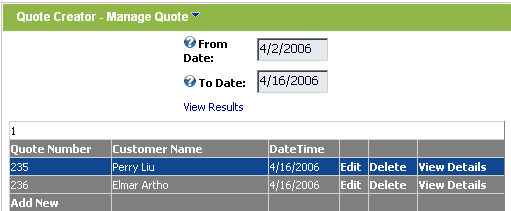 Quote Creator - Manage Quote
From Date: 4/2/2006
To Date: 4/16/2006
View Results
1
Quote Number Customer Name DateTime
235 Perry Liu 4/16/2006 Edit Delete View Details
236 Elmar Artho 4/16/2006 Edit Delete View Details
Add New